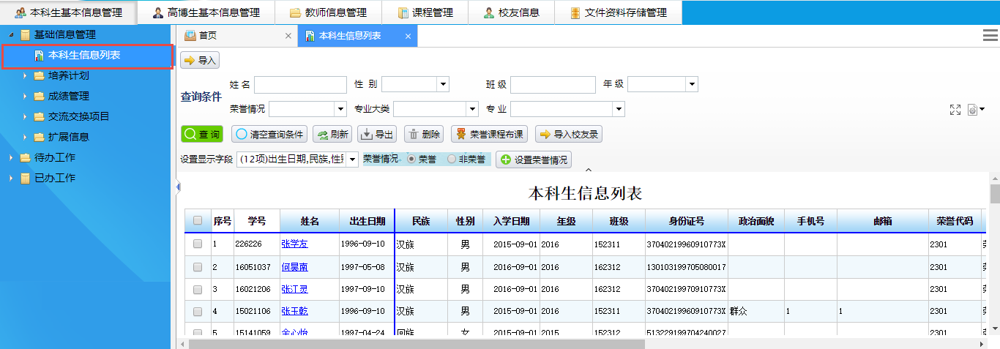 本科生基本信息管理 高博生基本信息管理 教师信息管理 课程管理 校友信息 文件资料存储管理
基础信息管理
本科生信息列表
培养计划
成绩管理
交流交换项目
扩展信息
待办工作
已办工作
首页 本科生信息列表
导入
查询条件
姓 名 性 别 班 级 年 级
荣誉情况 专业大类 专 业
查 询 清空查询条件 刷新 导出 删除 荣誉课程布课 导入校友录
设置显示字段 (12项)出生日期,民族,性别 荣誉情况 荣誉 非荣誉 设置荣誉情况
本科生信息列表
序号 学号 姓名 出生日期 民族 性别 入学日期 年级 班级 身份证号 政治面貌 手机号 邮箱 荣誉代码
1 226226 张学友 1996-09-10 汉族 男 2015-09-01 2016 152311 37040219960910773X 2301
2 16051037 何昊南 1997-05-08 汉族 男 2016-09-01 2016 162312 130103199705080017 2301
3 16021206 张江灵 1997-09-10 汉族 男 2016-09-01 2016 162312 37040219970910773X 2301
4 15021106 张玉乾 1996-09-10 汉族 男 2015-09-01 2016 152311 37040219960910773X 群众 1 1 2301
5 15141059 余心怡 1997-04-24 回族 女 2015-09-01 2015 152312 513229199704240027 2301